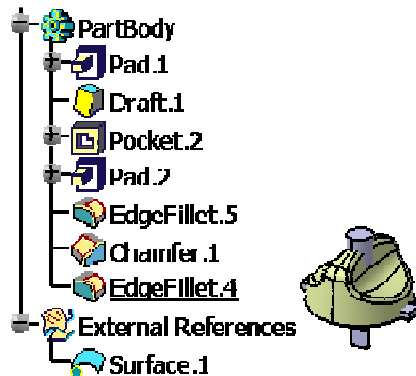 PartBody
Pad.1
Draft.1
Pocket.2
Pad.2
EdgeFillet.5
Chamfer.1
EdgeFillet.4
External References
Surface.1